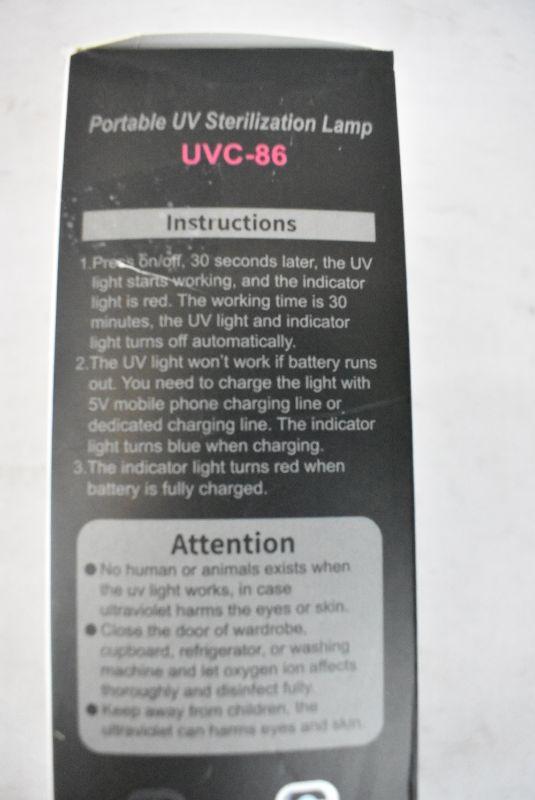 Portable UV Sterilization Lamp
UVC-86
Instructions
1.Press on/off, 30 seconds later, the UV
light starts working, and the indicator
light is red. The working time is 30
minutes, the UV light and indicator
light turns off automatically.
2.The UV light won't work if battery runs
out. You need to charge the light with
5V mobile phone charging line or
dedicated charging line. The indicator
light turns blue when charging.
3.The indicator light turns red when
battery is fully charged.
Attention
● No human or animals exists when
the uv light works, in case
ultraviolet harms the eyes or skin.
● Close the door of wardrobe,
cupboard, refrigerator, or washing
machine and let oxygen ion affects
thoroughly and disinfect fully.
● Keep away from children, the
ultraviolet can harms eyes and skin.